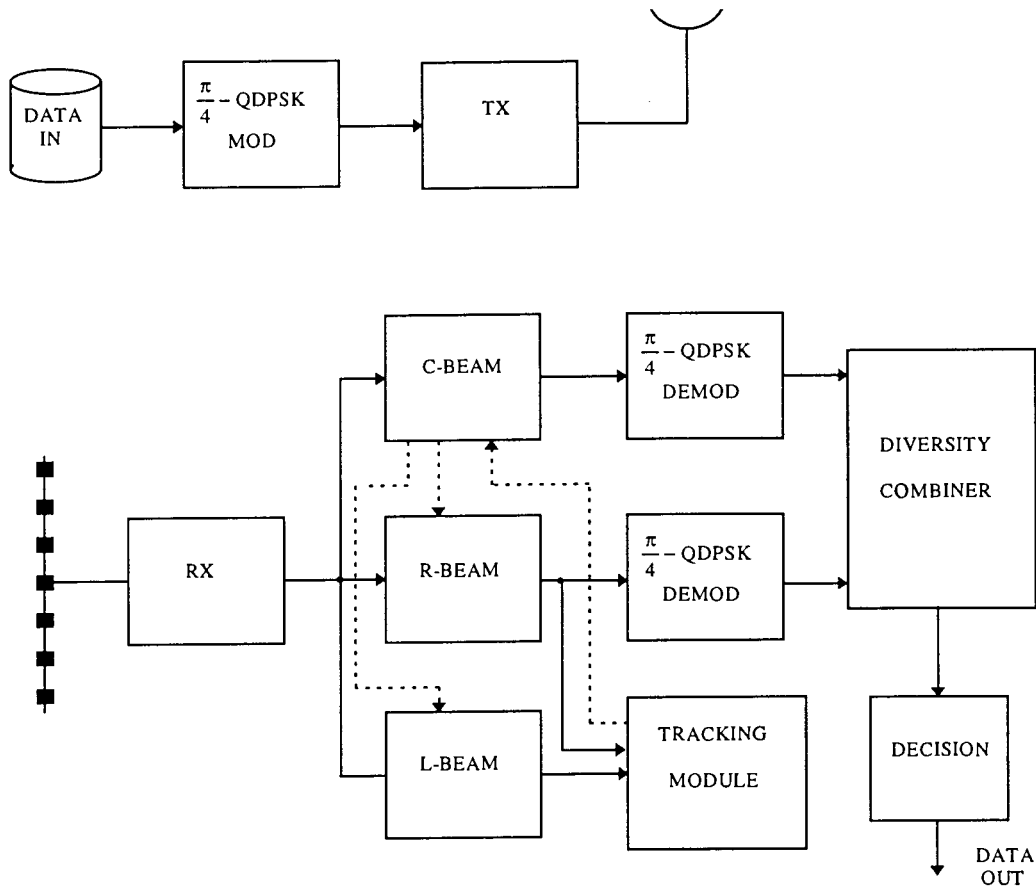 DATA
IN
π/4 – QDPSK
MOD
TX
C-BEAM
π/4 – QDPSK
DEMOD
DIVERSITY
COMBINER
RX
R-BEAM
π/4 – QDPSK
DEMOD
L-BEAM
TRACKING
MODULE
DECISION
DATA
OUT